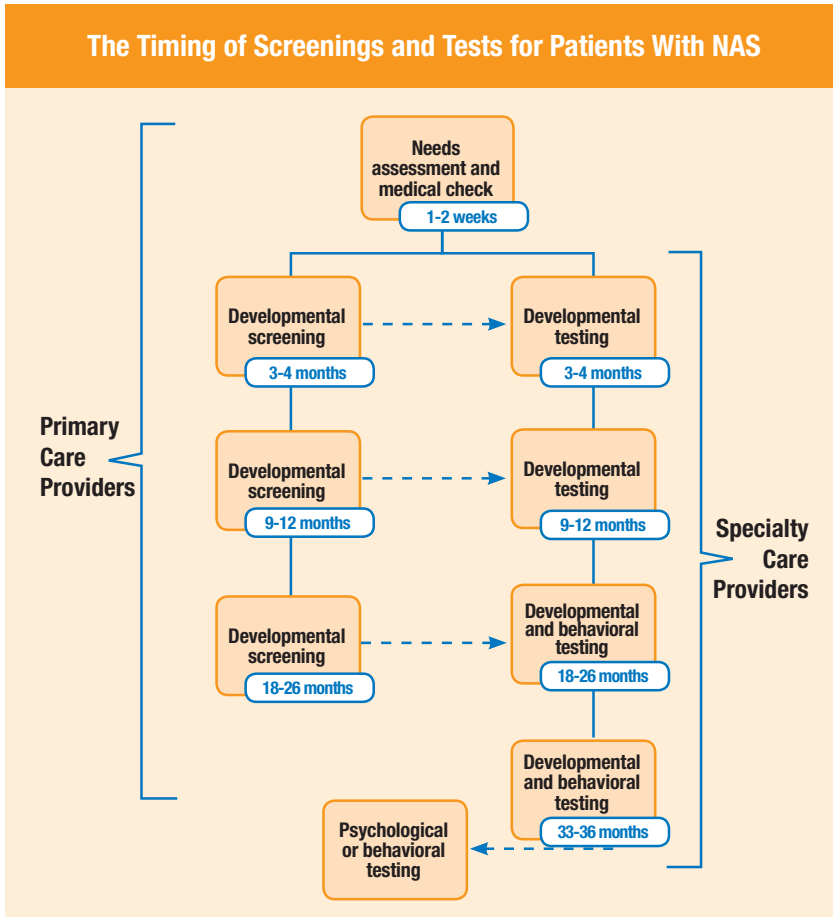 The Timing of Screenings and Tests for Patients With NAS
Needs
assessment and
medical check
1-2 weeks
Developmental
screening
3-4 months
Developmental
testing
3-4 months
Primary
Care
Providers
Developmental
screening
9-12 months
Developmental
testing
9-12 months
Specialty
Care
Providers
Developmental
screening
18-26 months
Developmental
and behavioral
testing
18-26 months
Developmental
and behavioral
testing
33-36 months
Psychological
or behavioral
testing